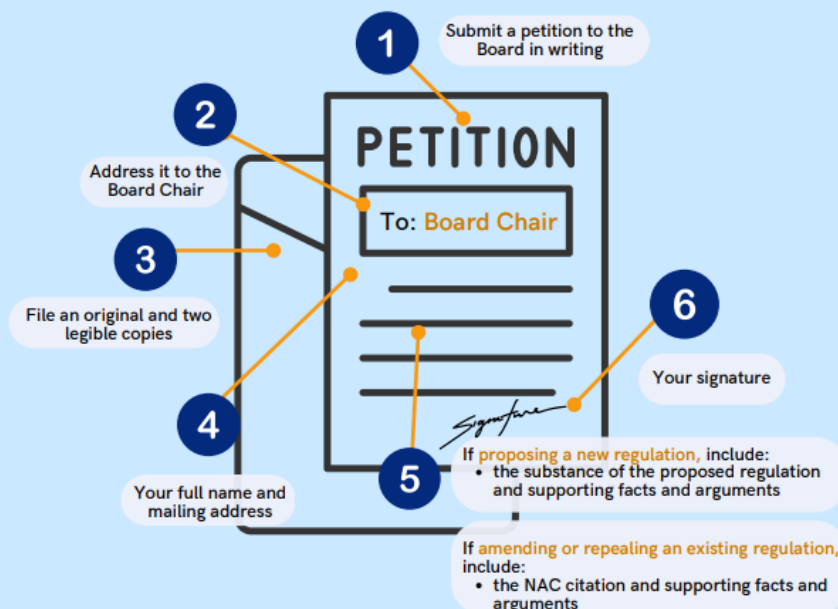 1
Submit a petition to the
Board in writing
2
Address it to the
Board Chair
PETITION
To: Board Chair
3
File an original and two
legible copies
4
Your full name and
mailing address
5
If proposing a new regulation, include:
• the substance of the proposed regulation
and supporting facts and arguments
If amending or repealing an existing regulation,
include:
• the NAC citation and supporting facts and
arguments
6
Your signature
Signature